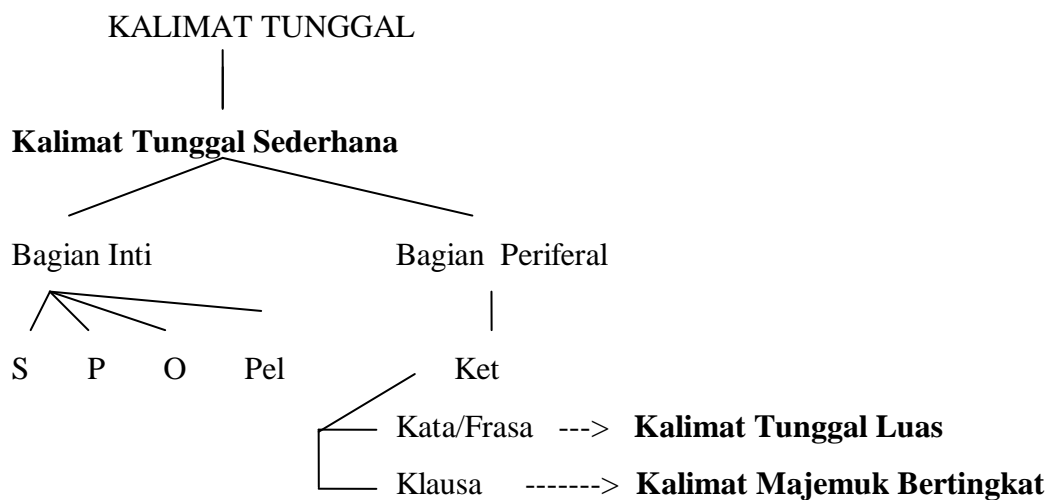 KALIMAT TUNGGAL
Kalimat Tunggal Sederhana
Bagian Inti Bagian Periferal
S P O Pel Ket
Kata/Frasa ---> Kalimat Tunggal Luas
Klausa -------> Kalimat Majemuk Bertingkat